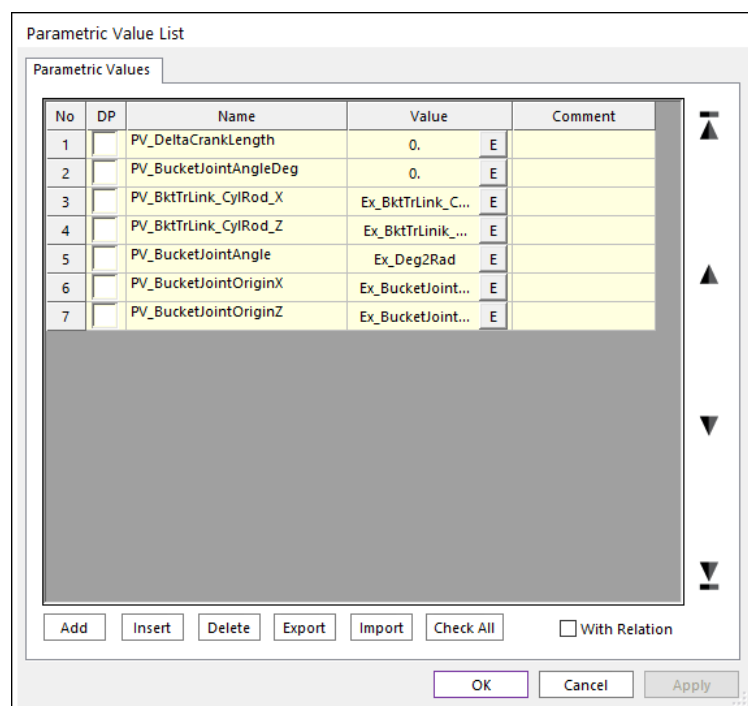 Parametric Value List
Parametric Values
No DP Name Value Comment
1 PV_DeltaCrankLength 0. E
2 PV_BucketJointAngleDeg 0. E
3 PV_BktTrLink_CylRod_X Ex_BktTrLink_C... E
4 PV_BktTrLink_CylRod_Z Ex_BktTrLinik_... E
5 PV_BucketJointAngle Ex_Deg2Rad E
6 PV_BucketJointOriginX Ex_BucketJoint... E
7 PV_BucketJointOriginZ Ex_BucketJoint... E
Add Insert Delete Export Import Check All With Relation
OK Cancel Apply